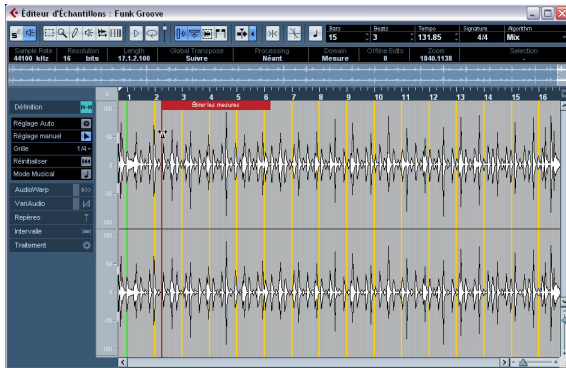 Éditeur d'Échantillons : Funk Groove
Bars Beats Tempo Signature Algorithm
15 3 131.85 4/4 Mix
Sample Rate Resolution Length Global Transpose Processing Domain Offline Edits Zoom Selection
44100 kHz 16 bits 17.1.2.100 Suivre Néant Mesure 0 1840.1138 -
1 2 3 4 5 6 7 8 9 10 11 12 13 14 15 16
Étirer les mesures
Définition
Réglage Auto
Réglage manuel
Grille 1/4
Réinitialiser
Mode Musical
AudioWarp
VariAudio
Repères
Intervalle
Traitement